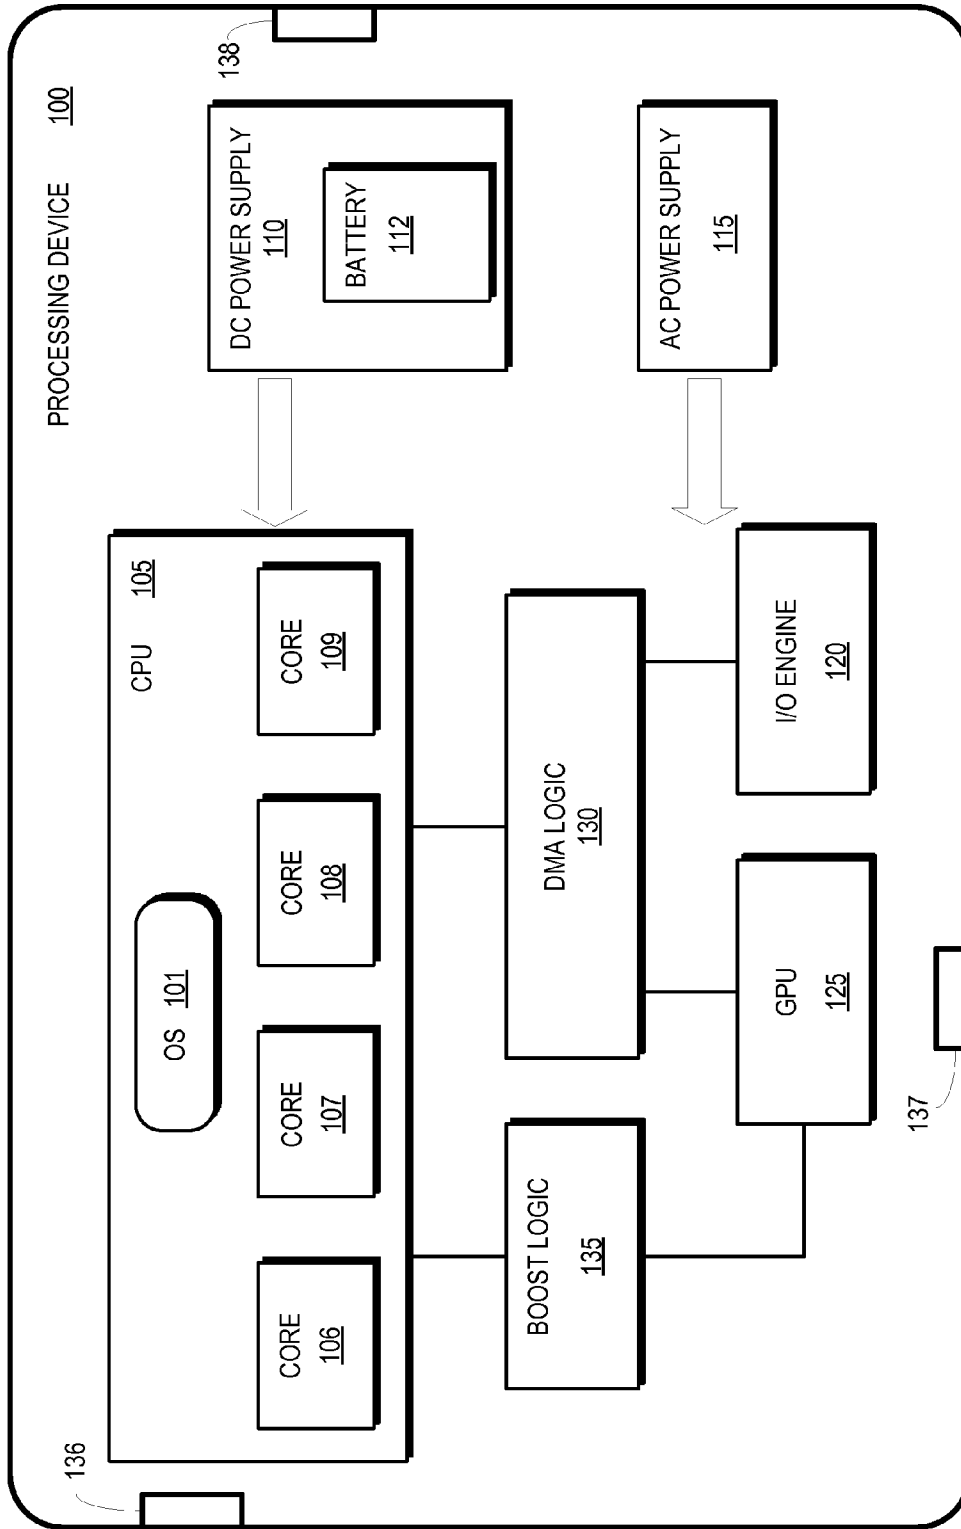 PROCESSING DEVICE 100
136
138
CPU 105
OS 101
CORE
106
CORE
107
CORE
108
CORE
109
DC POWER SUPPLY
110
BATTERY
112
BOOST LOGIC
135
DMA LOGIC
130
AC POWER SUPPLY
115
GPU
125
I/O ENGINE
120
137